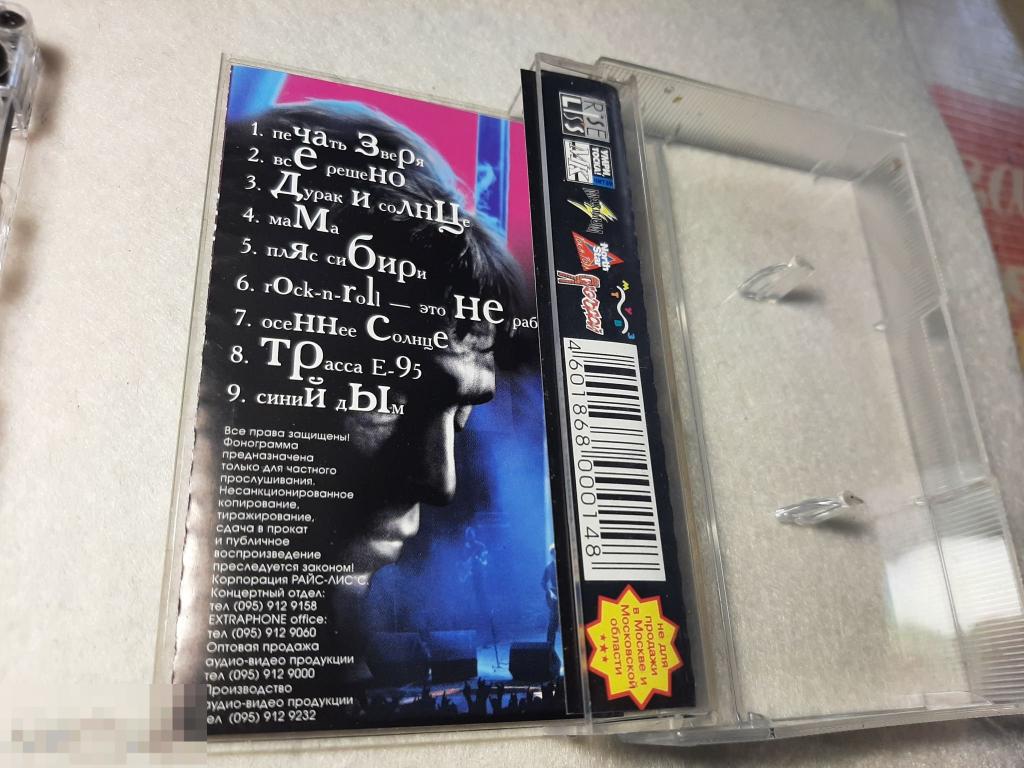 1. печать зверя
2. всё решено
3. Дурак и солнце
4. мама
5. пляс сибири
6. rock-n-roll — это не раб
7. осеннее Солнце
8. трасса Е-95
9. синий дым
Все права защищены!
Фонограмма
предназначена
только для частного
прослушивания.
Несанкционированное
копирование,
тиражирование,
сдача в прокат
и публичное
воспроизведение
преследуется законом!
Корпорация РАЙС-ЛИС'С.
Концертный отдел:
тел (095) 912 9158
EXTRAPHONE office:
тел (095) 912 9060
Оптовая продажа
аудио-видео продукции
тел (095) 912 9000
Производство
аудио-видео продукции
тел (095) 912 9232
RISE
LISS
North
Star
4 601868 000148
не для
продажи
в Москве и
Московской
области